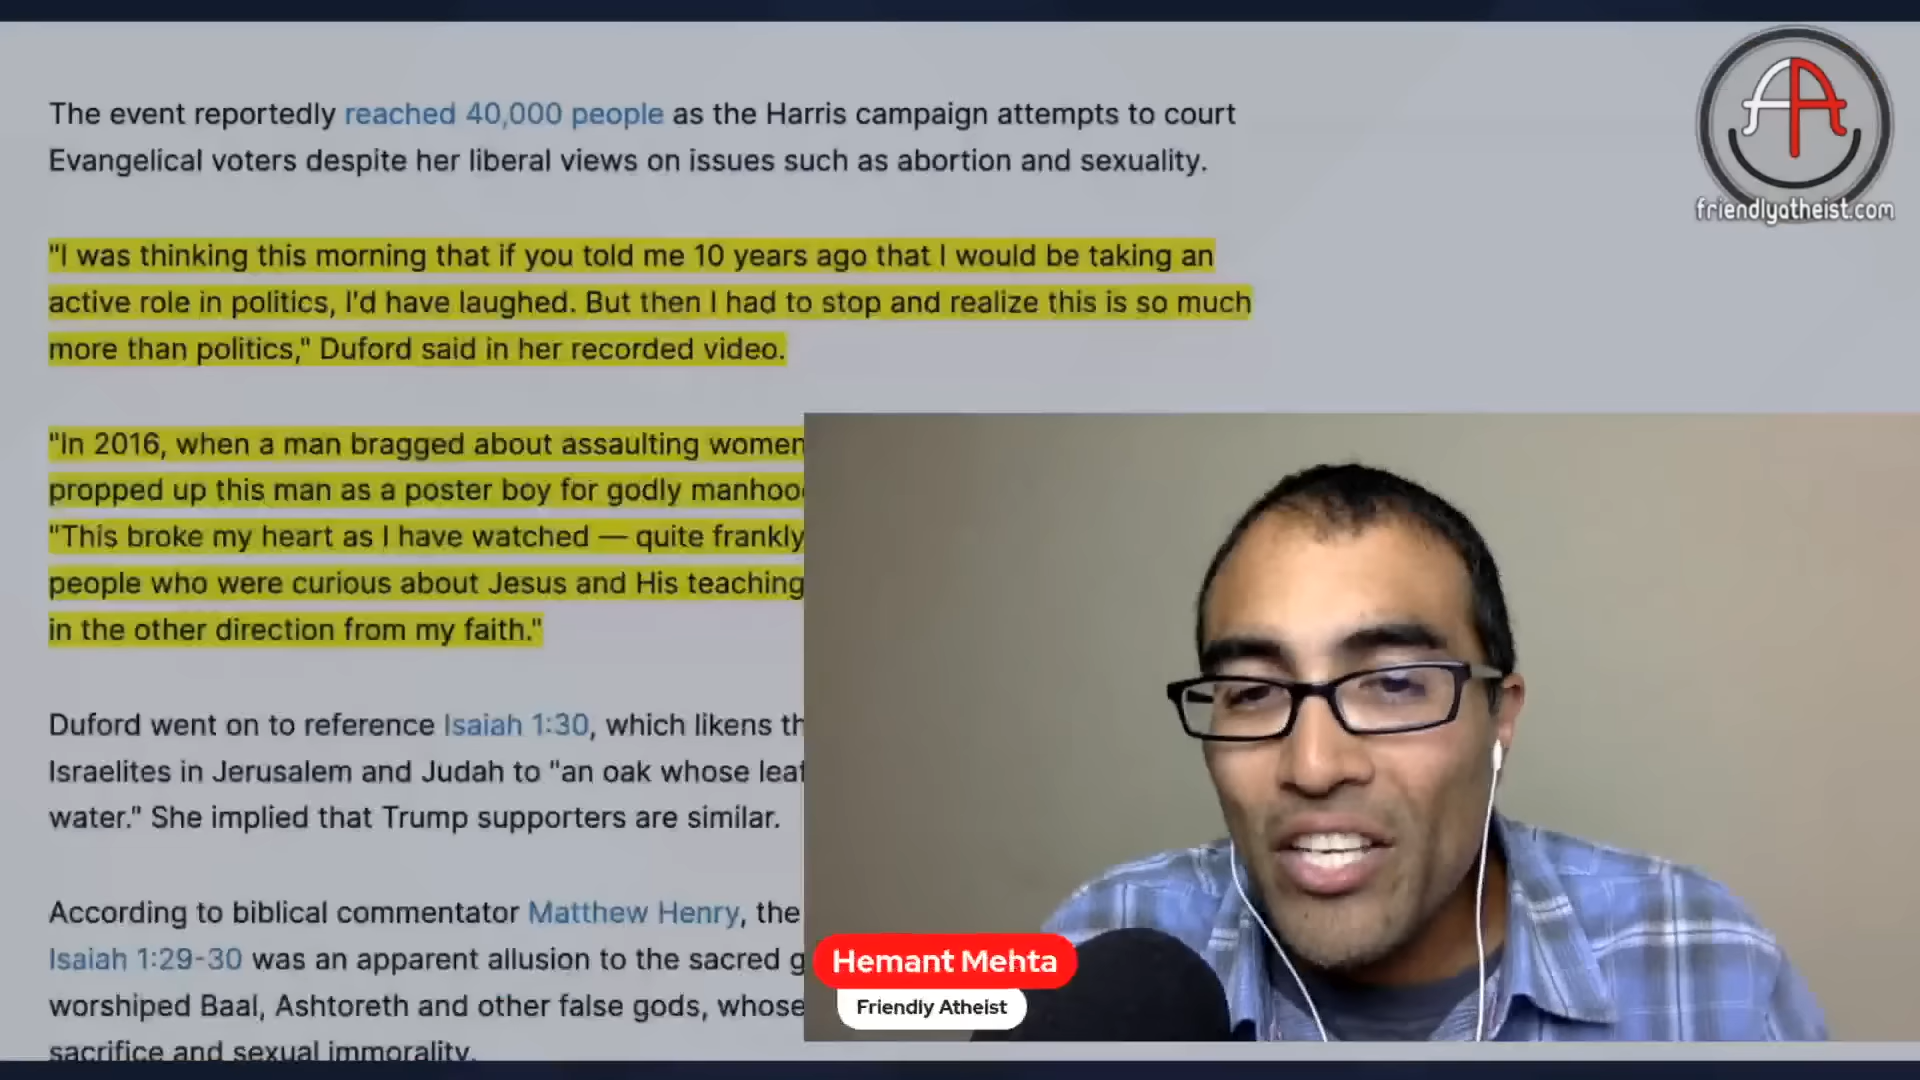 The event reportedly reached 40,000 people as the Harris campaign attempts to court
Evangelical voters despite her liberal views on issues such as abortion and sexuality.
"I was thinking this morning that if you told me 10 years ago that I would be taking an
active role in politics, I'd have laughed. But then I had to stop and realize this is so much
more than politics," Duford said in her recorded video.
"In 2016, when a man bragged about assaulting women
propped up this man as a poster boy for godly manhoo
"This broke my heart as I have watched — quite frankly
people who were curious about Jesus and His teaching
in the other direction from my faith."
Duford went on to reference Isaiah 1:30, which likens th
Israelites in Jerusalem and Judah to "an oak whose leaf
water." She implied that Trump supporters are similar.
According to biblical commentator Matthew Henry, the
Isaiah 1:29-30 was an apparent allusion to the sacred g
worshiped Baal, Ashtoreth and other false gods, whose
sacrifice and sexual immorality.
friendlyatheist.com
Hemant Mehta
Friendly Atheist